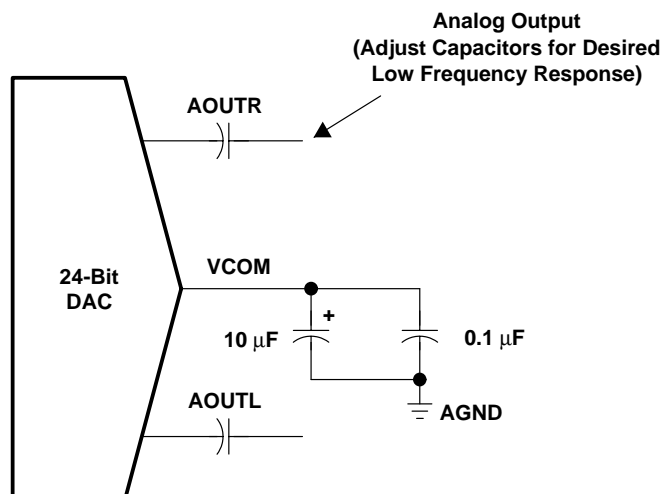 Analog Output
(Adjust Capacitors for Desired
Low Frequency Response)
AOUTR
24-Bit
DAC
VCOM
+
10 μF
0.1 μF
AOUTL
AGND